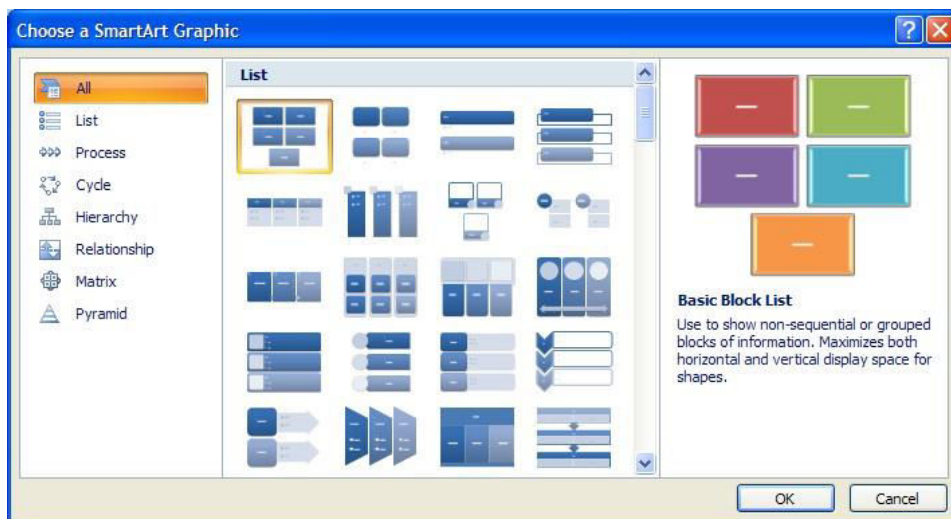 Choose a SmartArt Graphic
All
List
Process
Cycle
Hierarchy
Relationship
Matrix
Pyramid
List
Basic Block List
Use to show non-sequential or grouped
blocks of information. Maximizes both
horizontal and vertical display space for
shapes.
OK
Cancel